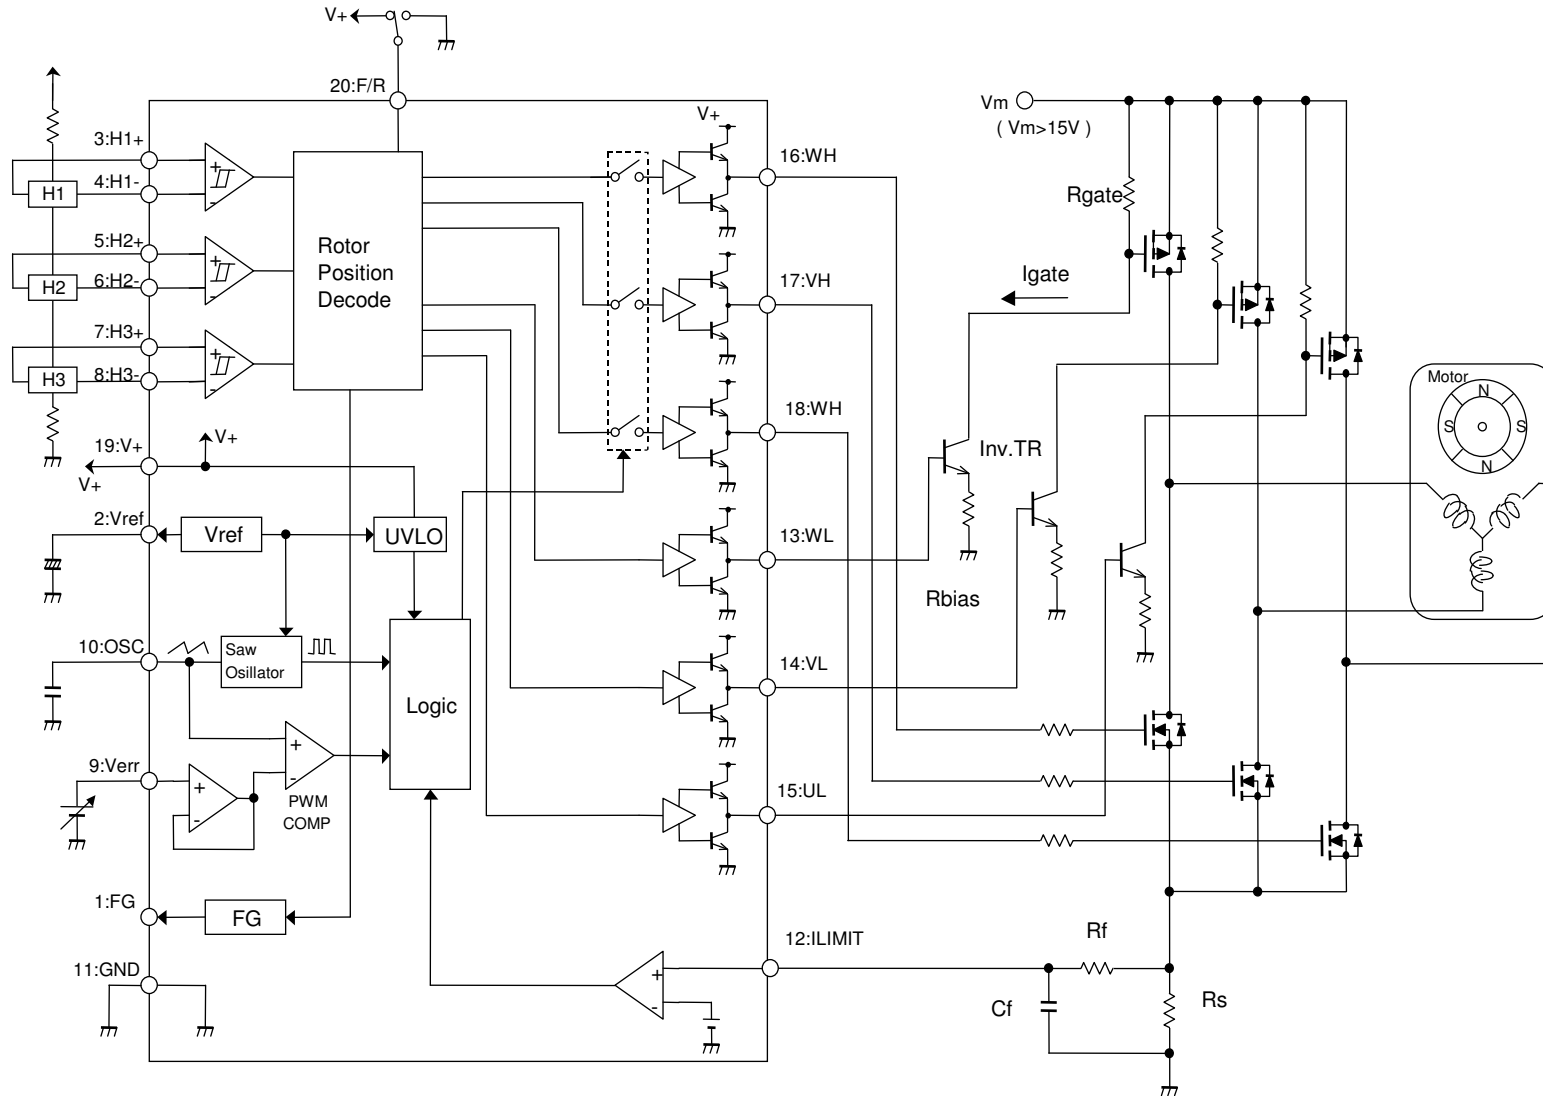 V+
20:F/R
3:H1+
4:H1-
H1
5:H2+
6:H2-
H2
7:H3+
8:H3-
H3
+
-
+
-
+
-
Rotor
Position
Decode
19:V+
V+
V+
2:Vref
Vref
UVLO
10:OSC
Saw
Osillator
Logic
9:Verr
+
-
+
-
PWM
COMP
1:FG
FG
11:GND
V+
16:WH
17:VH
18:WH
13:WL
14:VL
15:UL
12:ILIMIT
+
-
Vm
( Vm>15V )
Rgate
Igate
Inv.TR
Rbias
Rf
Cf
Rs
Motor
N
S
S
N